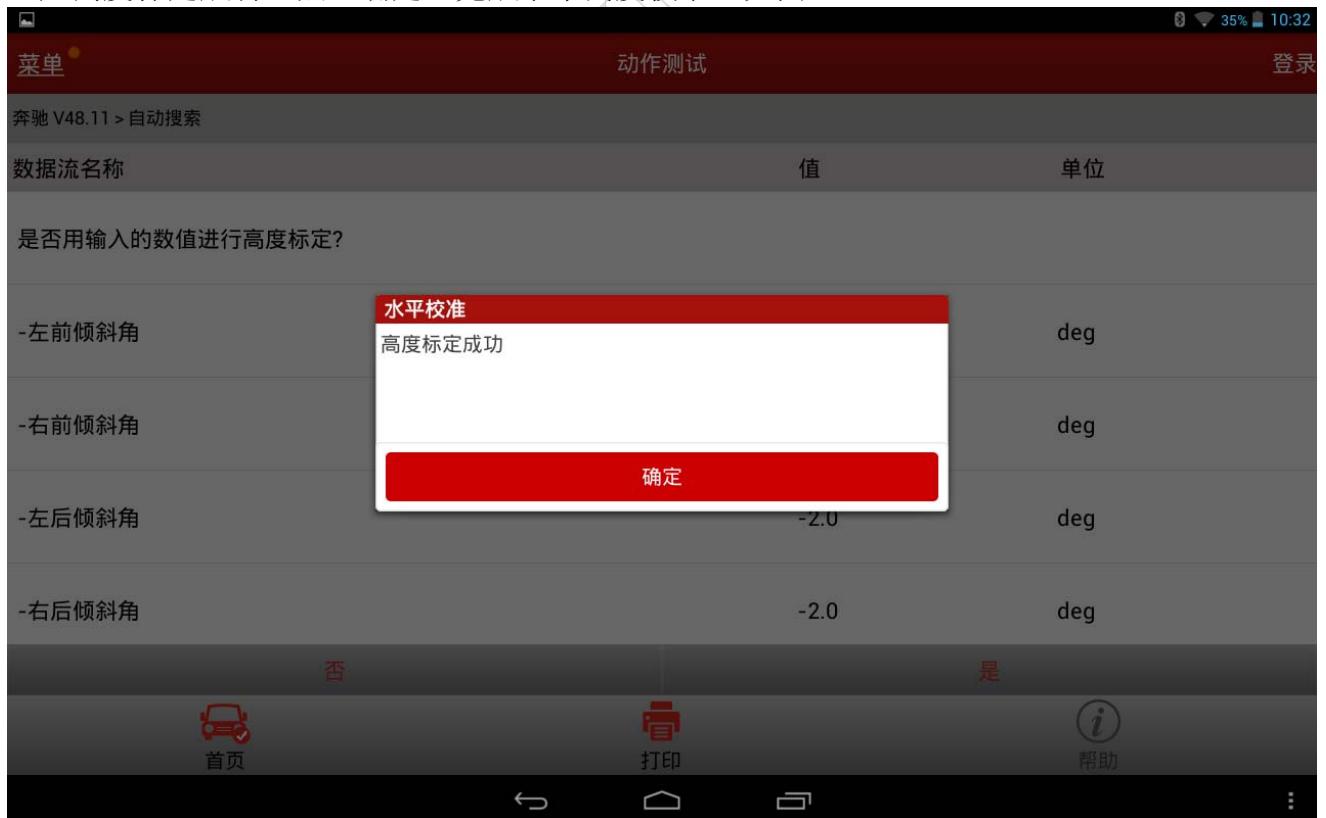 35% 10:32
菜单 动作测试 登录
奔驰 V48.11 > 自动搜索
数据流名称 值 单位
是否用输入的数值进行高度标定?
水平校准
-左前倾斜角 deg
高度标定成功
-右前倾斜角 deg
确定
-左后倾斜角 -2.0 deg
-右后倾斜角 -2.0 deg
否 是
首页 打印 帮助